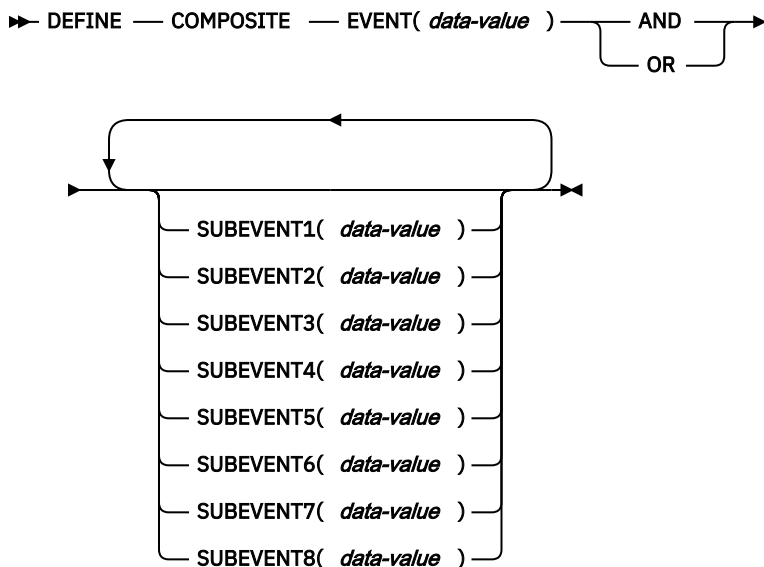 DEFINE COMPOSITE EVENT( data-value ) AND
OR
SUBEVENT1( data-value )
SUBEVENT2( data-value )
SUBEVENT3( data-value )
SUBEVENT4( data-value )
SUBEVENT5( data-value )
SUBEVENT6( data-value )
SUBEVENT7( data-value )
SUBEVENT8( data-value )